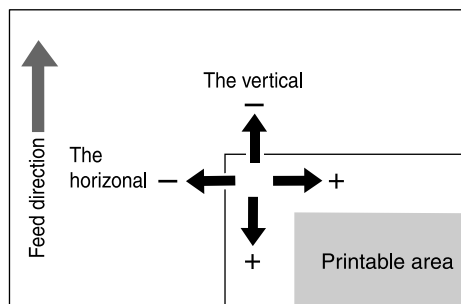 The vertical
−
The
horizonal
−
+
+
Feed direction
Printable area